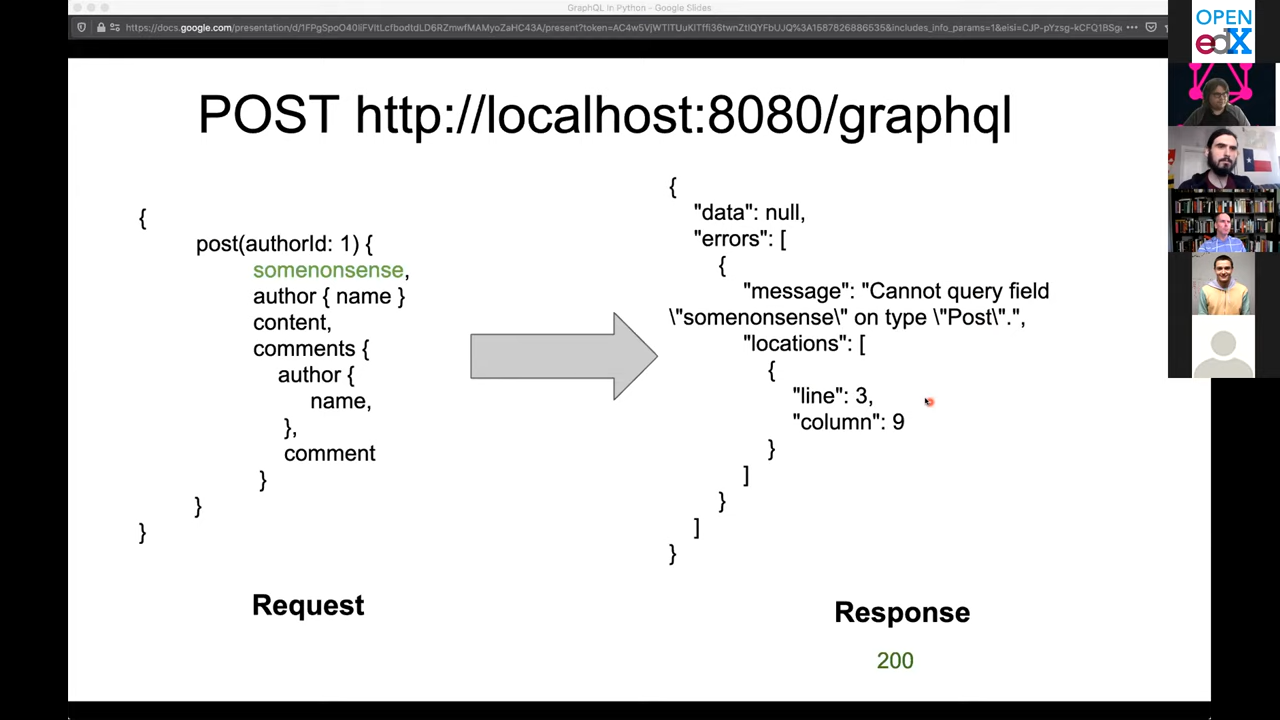 GraphQL in Python - Google Slides
POST http://localhost:8080/graphql
{
post(authorId: 1) {
somenonsense,
author { name }
content,
comments {
author {
name,
},
comment
}
}
}
Request
{
"data": null,
"errors": [
{
"message": "Cannot query field
\"somenonsense\" on type \"Post\".",
"locations": [
{
"line": 3,
"column": 9
}
]
}
]
}
Response
200
OPEN
edX